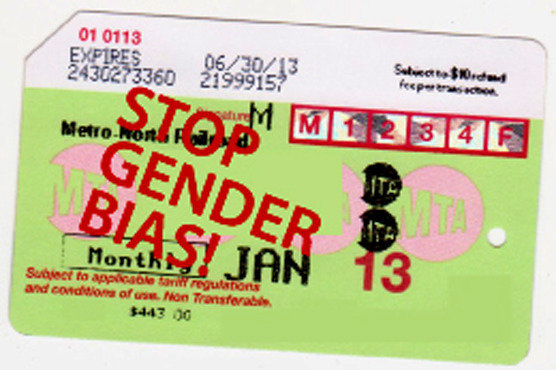 01 0113
EXPIRES 06/30/13
2430273360 21999157
Subject to $10 refund
fee per transaction.
Signature M
M 1 2 3 4 F
Metro-North Railroad
STOP
GENDER
BIAS!
MTA MTA
MTA MTA
MTA
Monthly JAN 13
Subject to applicable tariff regulations
and conditions of use. Non Transferable.
$443 00